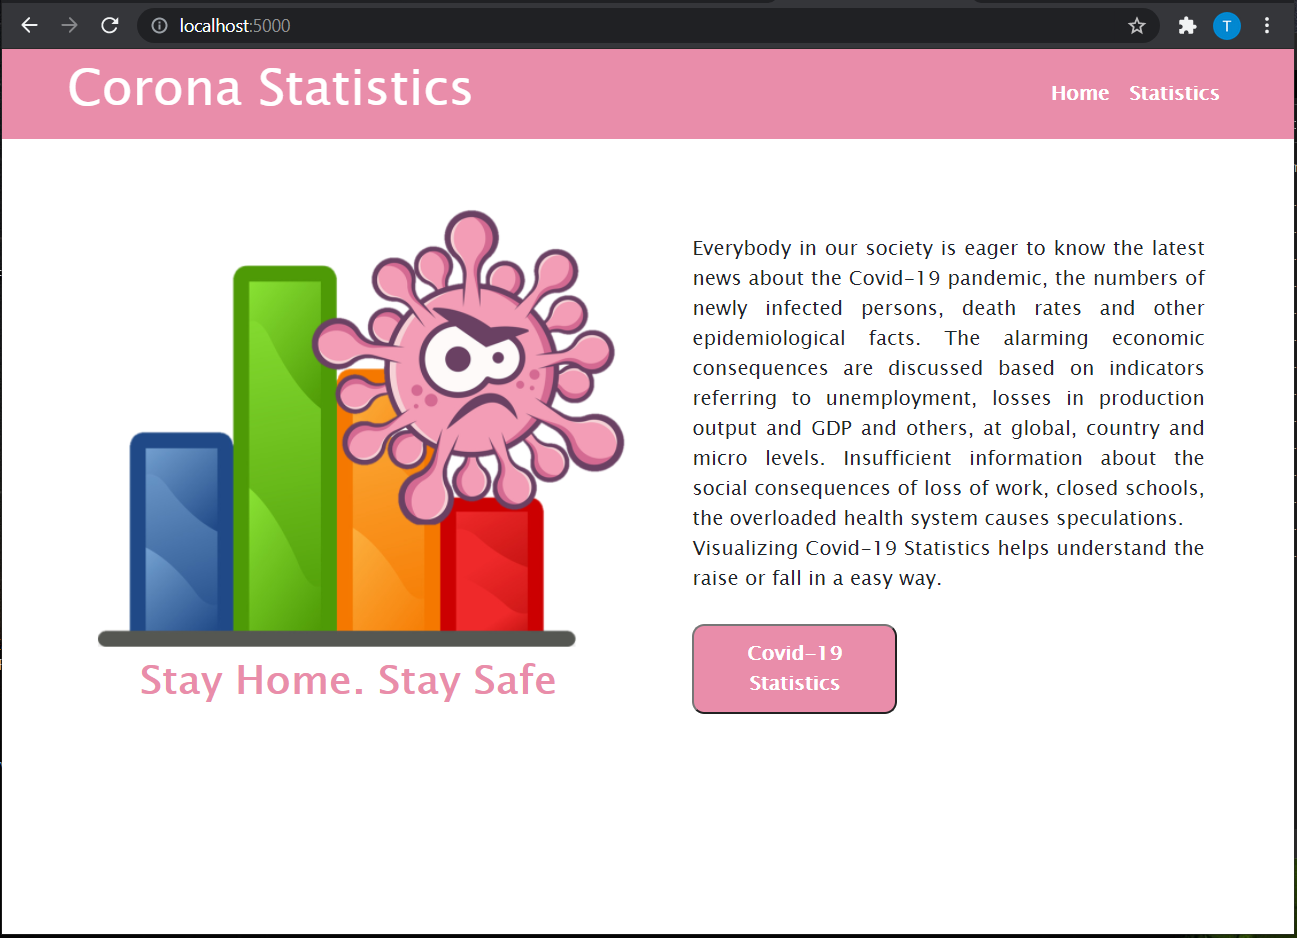 localhost:5000
T
Corona Statistics
Home Statistics
Everybody in our society is eager to know the latest
news about the Covid-19 pandemic, the numbers of
newly infected persons, death rates and other
epidemiological facts. The alarming economic
consequences are discussed based on indicators
referring to unemployment, losses in production
output and GDP and others, at global, country and
micro levels. Insufficient information about the
social consequences of loss of work, closed schools,
the overloaded health system causes speculations.
Visualizing Covid-19 Statistics helps understand the
raise or fall in a easy way.
Covid-19
Statistics
Stay Home. Stay Safe